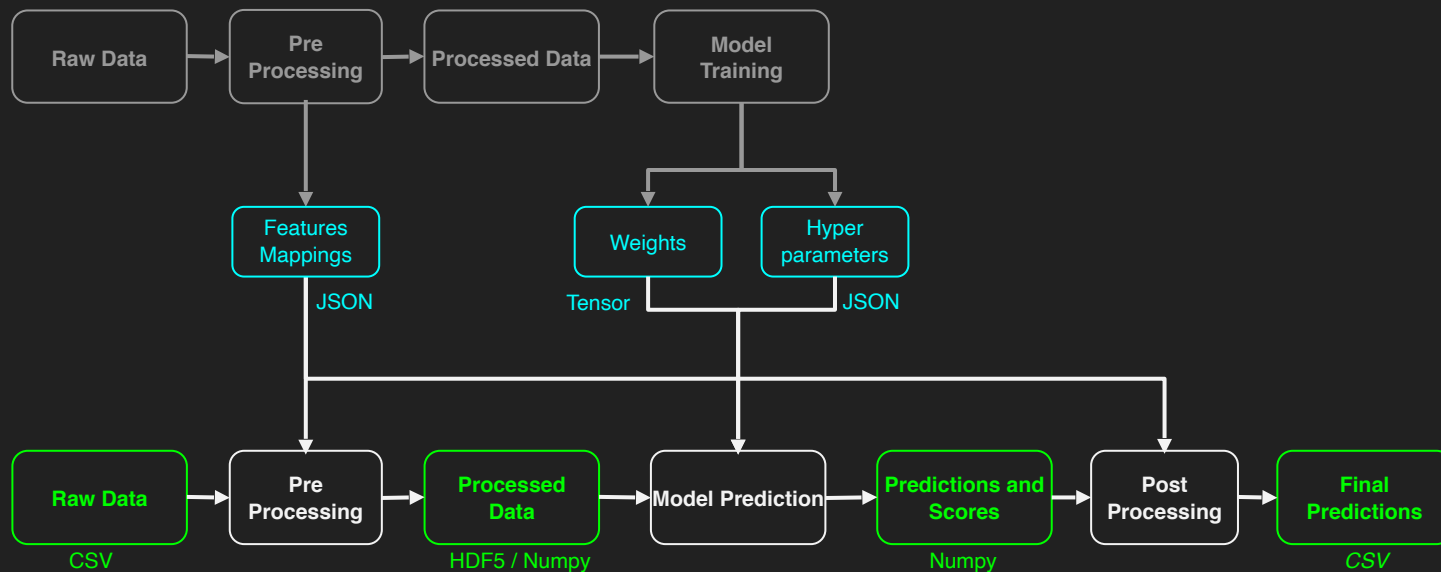 Raw Data
Pre
Processing
Processed Data
Model
Training
Features
Mappings
Weights
Hyper
parameters
JSON
Tensor
JSON
Raw Data
Pre
Processing
Processed
Data
Model Prediction
Predictions and
Scores
Post
Processing
Final
Predictions
CSV
HDF5 / Numpy
Numpy
CSV